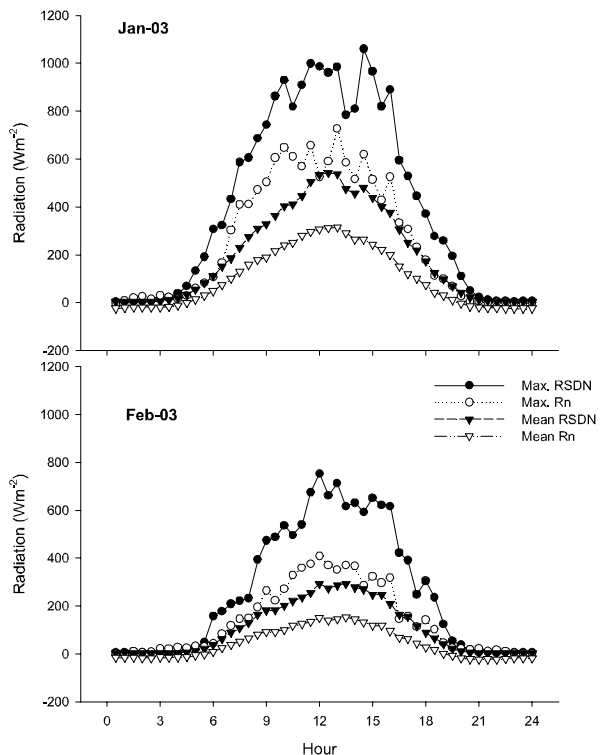 Jan-03
Radiation (Wm-2)
1200
1000
800
600
400
200
0
-200
Feb-03
Max. RSDN
Max. Rn
Mean RSDN
Mean Rn
Radiation (Wm-2)
1200
1000
800
600
400
200
0
-200
0 3 6 9 12 15 18 21 24
Hour